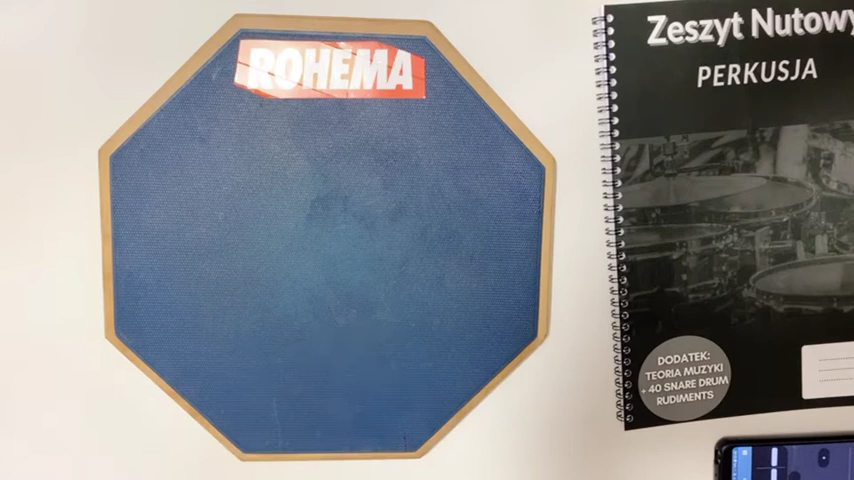 ROHEMA
Zeszyt Nutowy
PERKUSJA
DODATEK:
TEORIA MUZYKI
+ 40 SNARE DRUM
RUDIMENTS